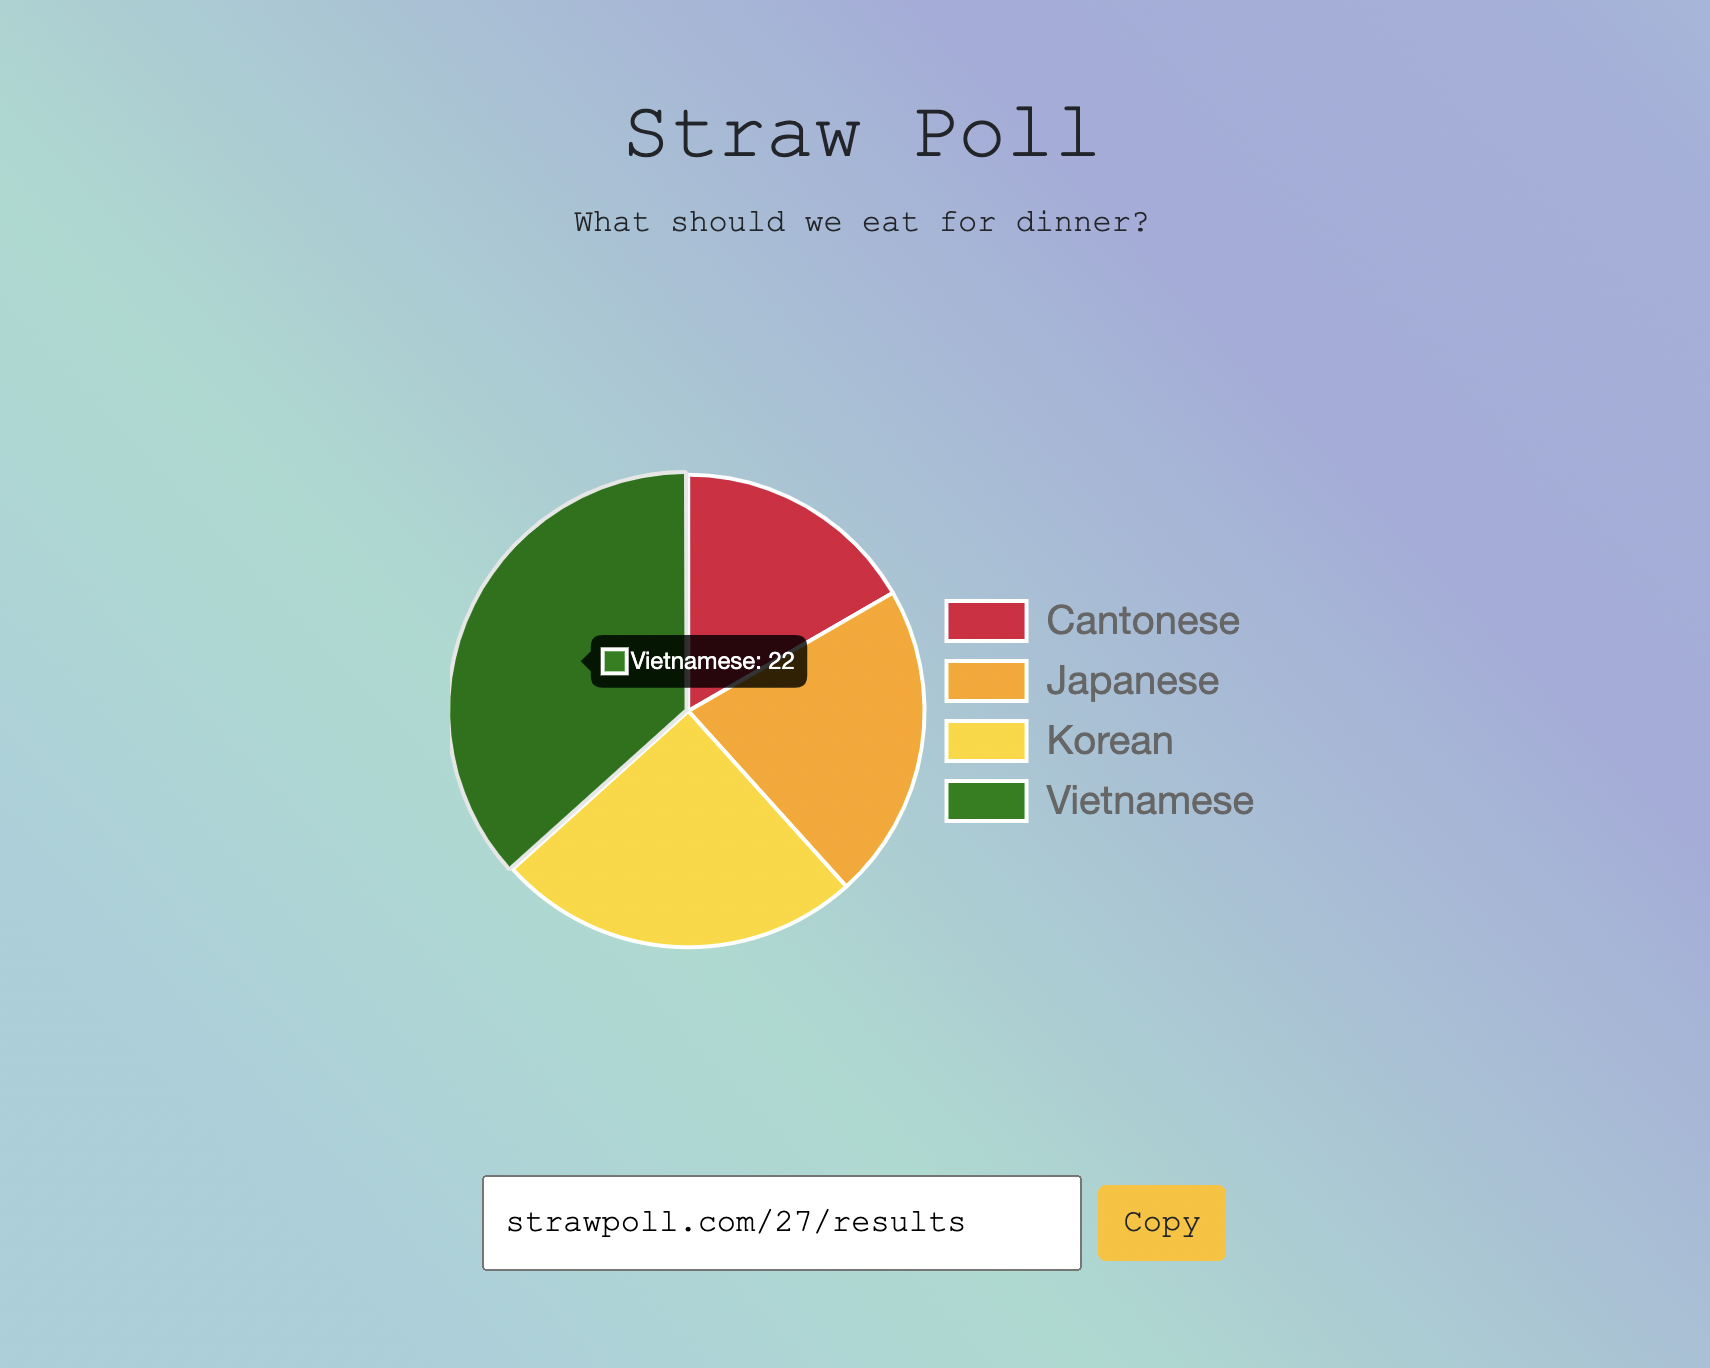 Straw Poll
What should we eat for dinner?
Vietnamese: 22
Cantonese
Japanese
Korean
Vietnamese
strawpoll.com/27/results
Copy